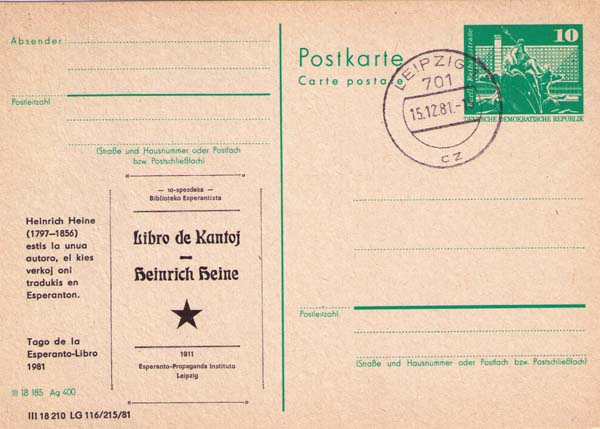 Absender
Postleitzahl
(Straße und Hausnummer oder Postfach
bzw. Postschließfach)
— 10-spesdeka —
Biblioteko Esperantista
Libro de Kantoj
—
Heinrich Heine
1911
Esperanto-Propaganda Instituto
Leipzig
Heinrich Heine
(1797–1856)
estis la unua
autoro, el kies
verkoj oni
tradukis en
Esperanton.
Tago de la
Esperanto-Libro
1981
III 18 185 Ag 400
III 18 210 LG 116/215/81
Postkarte
Carte postale
LEIPZIG
701
15.12.81.-
cz
10
Berlin, Rathausstraße
DEUTSCHE DEMOKRATISCHE REPUBLIK
Postleitzahl
(Straße und Hausnummer oder Postfach bzw. Postschließfach)